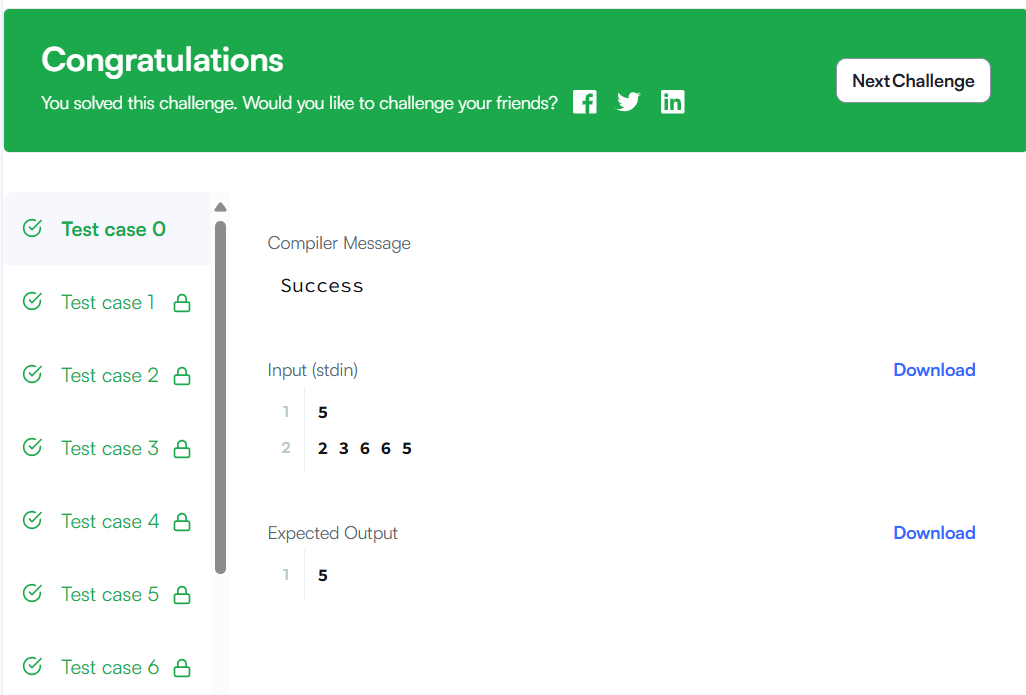 Congratulations
You solved this challenge. Would you like to challenge your friends?
Next Challenge
Test case 0
Test case 1
Test case 2
Test case 3
Test case 4
Test case 5
Test case 6
Compiler Message
Success
Input (stdin)
Download
1 5
2 2 3 6 6 5
Expected Output
Download
1 5